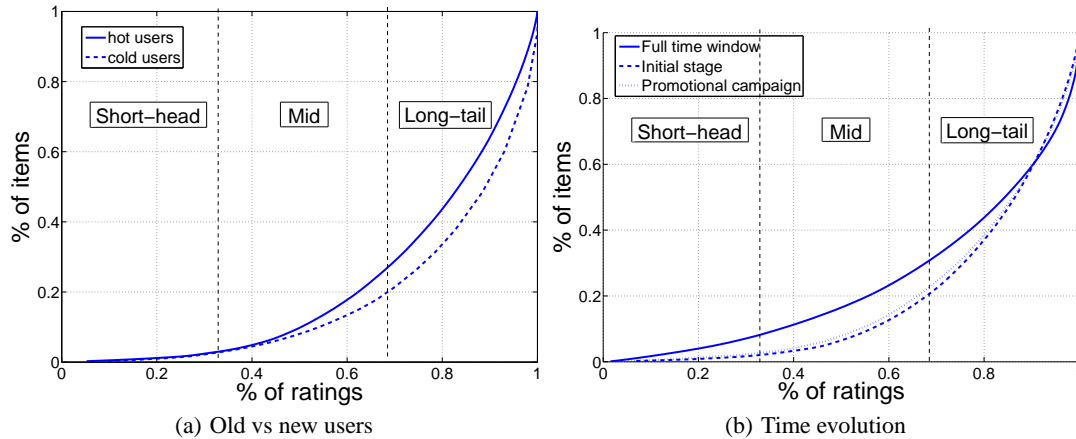 hot users
cold users
Short−head
Mid
Long−tail
1
0.8
0.6
0.4
0.2
0
0
0.2
0.4
0.6
0.8
1
% of items
% of ratings
(a) Old vs new users
Full time window
Initial stage
Promotional campaign
Short−head
Mid
Long−tail
1
0.8
0.6
0.4
0.2
0
0
0.2
0.4
0.6
0.8
% of items
% of ratings
(b) Time evolution